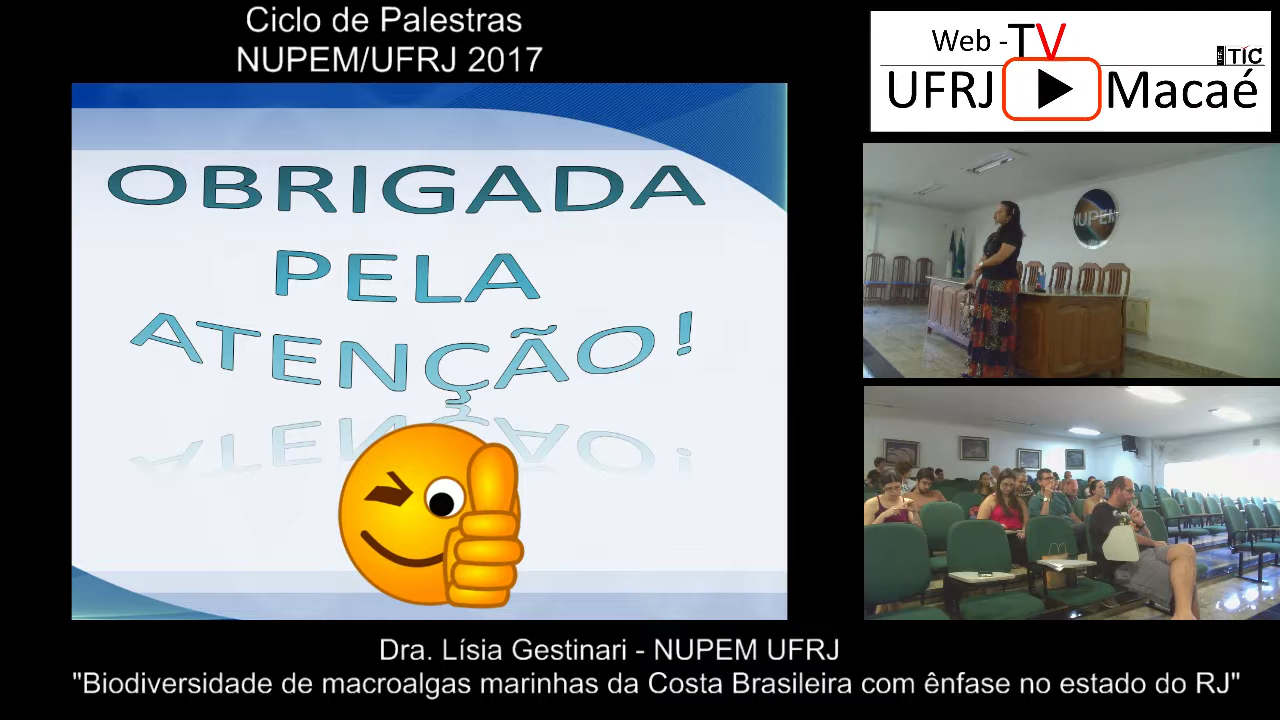 Ciclo de Palestras
NUPEM/UFRJ 2017
Web -TV
TIC
UFRJ Macaé
OBRIGADA
PELA
ATENÇÃO!
NUPEM
Dra. Lísia Gestinari - NUPEM UFRJ
"Biodiversidade de macroalgas marinhas da Costa Brasileira com ênfase no estado do RJ"